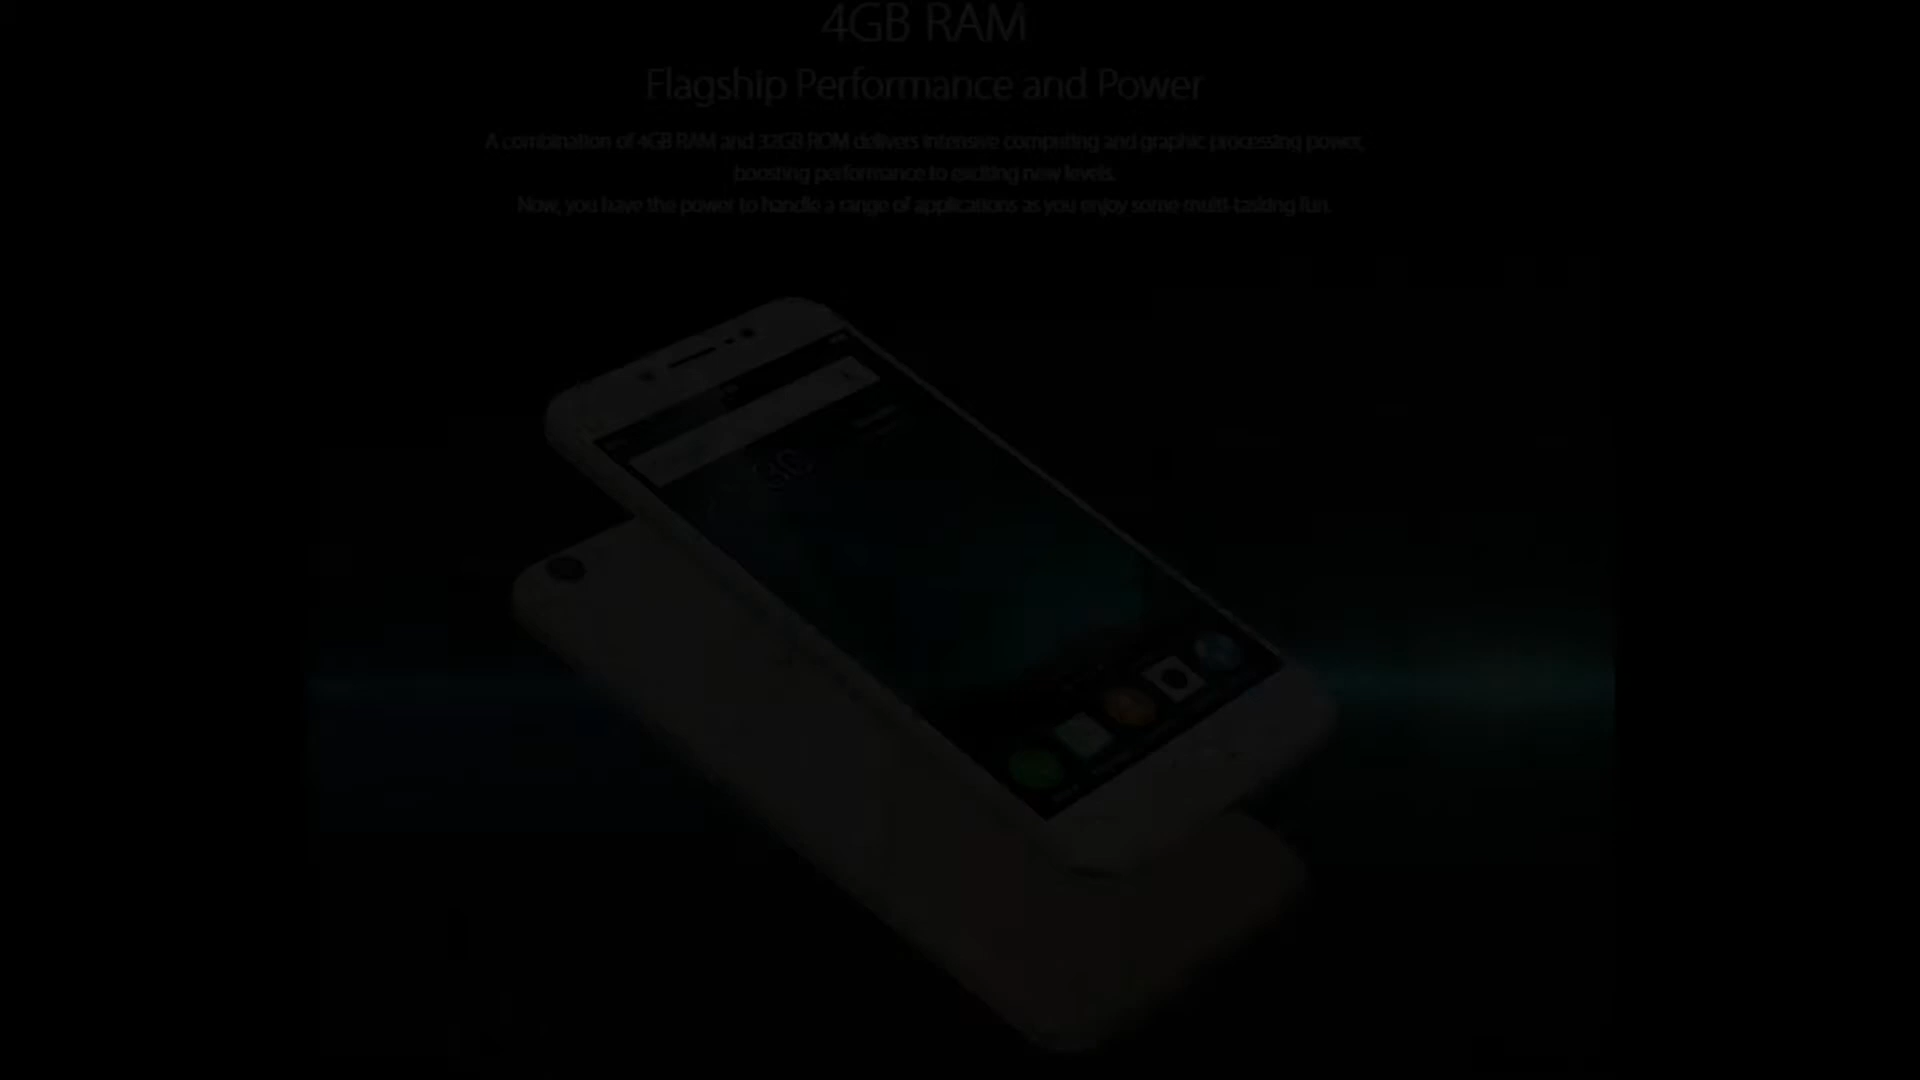 4GB RAM
Flagship Performance and Power
A combination of 4GB RAM and 32GB ROM delivers intensive computing and graphic processing power,
boosting performance to exciting new levels.
Now, you have the power to handle a range of applications as you enjoy some multi-tasking fun.